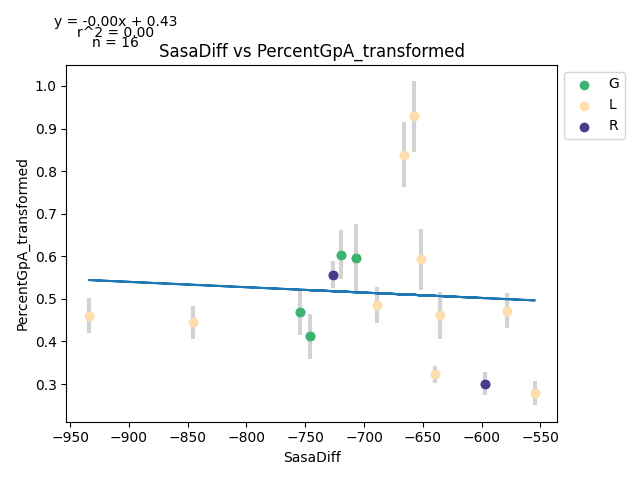 y = -0.00x + 0.43
r^2 = 0.00
n = 16
SasaDiff vs PercentGpA_transformed
G
L
R
PercentGpA_transformed
1.0
0.9
0.8
0.7
0.6
0.5
0.4
0.3
−950 −900 −850 −800 −750 −700 −650 −600 −550
SasaDiff